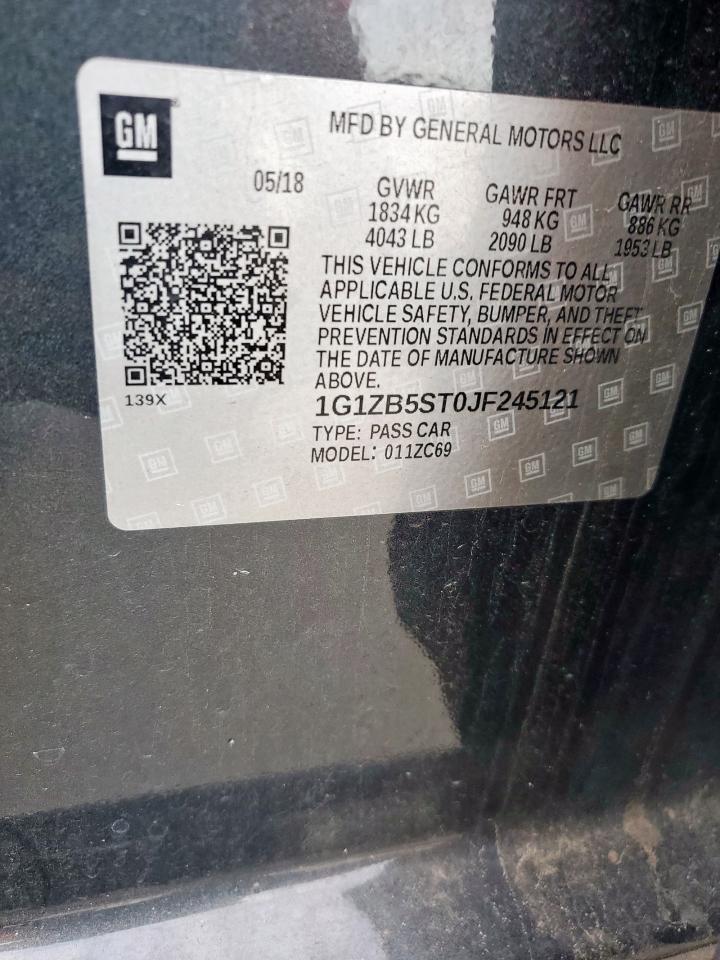 GM
MFD BY GENERAL MOTORS LLC
05/18
GVWR
1834 KG
4043 LB
GAWR FRT
948 KG
2090 LB
GAWR RR
886 KG
1953 LB
THIS VEHICLE CONFORMS TO ALL
APPLICABLE U.S. FEDERAL MOTOR
VEHICLE SAFETY, BUMPER, AND THEFT
PREVENTION STANDARDS IN EFFECT ON
THE DATE OF MANUFACTURE SHOWN
ABOVE.
139X
1G1ZB5ST0JF245121
TYPE: PASS CAR
MODEL: 011ZC69